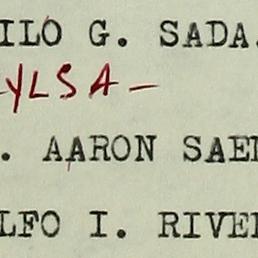 ILO G. SADA.
YLSA-
. AARON SAE
LFO I. RIVE